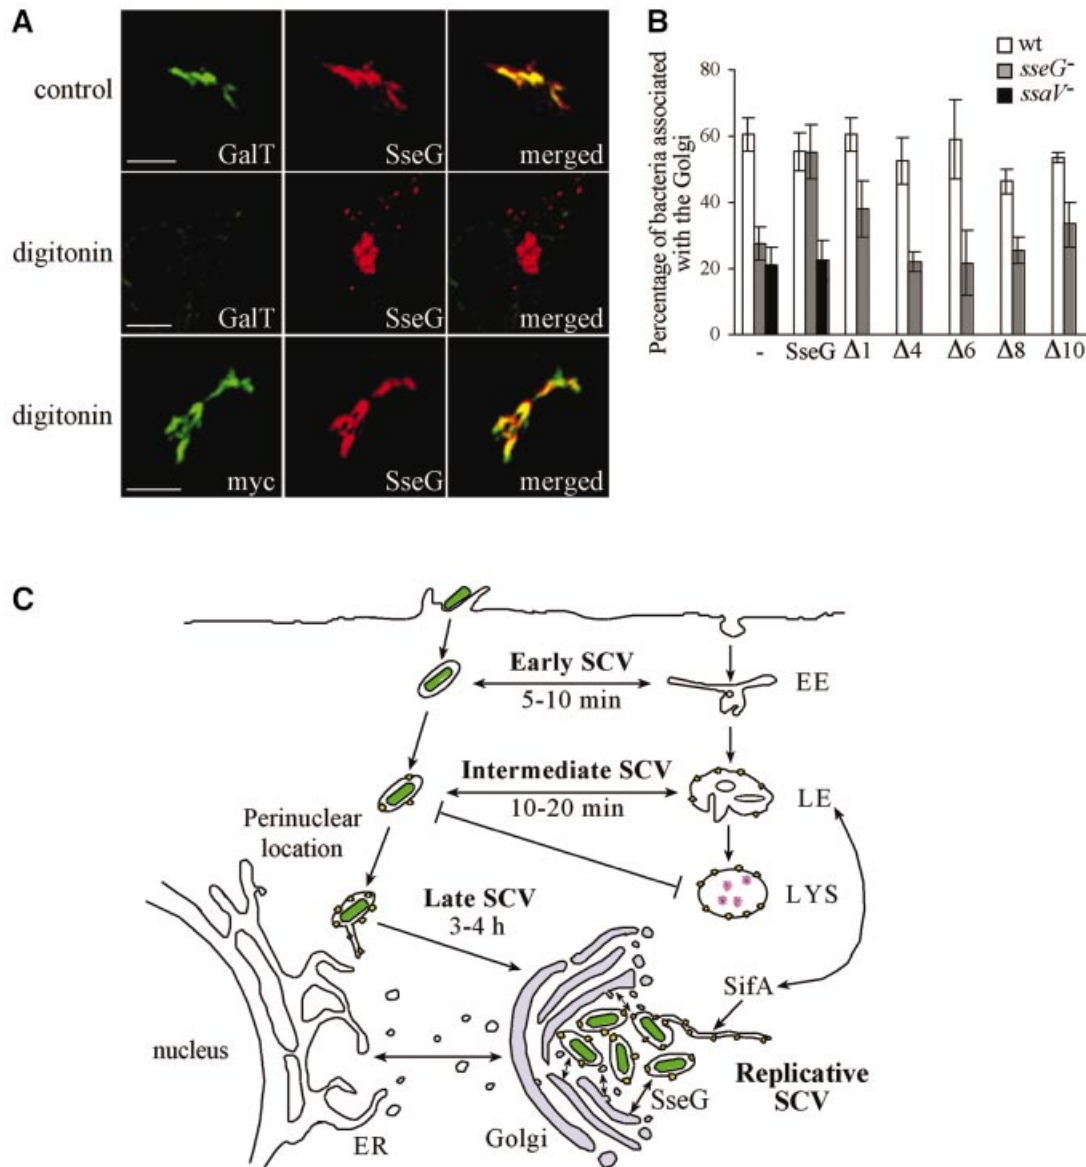 A
control
GalT
SseG
merged
digitonin
GalT
SseG
merged
digitonin
myc
SseG
merged
B
wt
sseG-
ssaV-
Percentage of bacteria associated
with the Golgi
80
60
40
20
0
- SseG Δ1 Δ4 Δ6 Δ8 Δ10
C
Early SCV
5-10 min
EE
Intermediate SCV
10-20 min
LE
Perinuclear
location
LYS
Late SCV
3-4 h
SifA
nucleus
Replicative
SCV
SseG
Golgi
ER